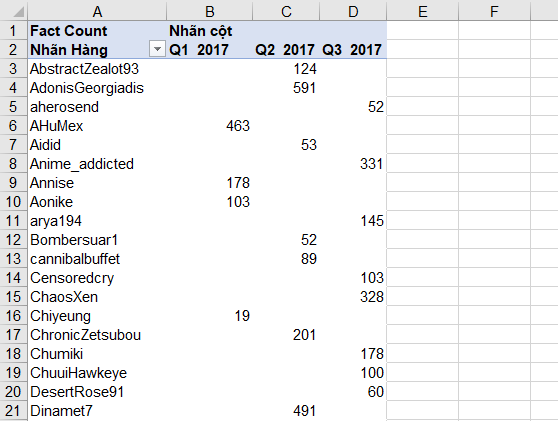 A B C D E F
1 Fact Count Nhãn cột
2 Nhãn Hàng Q1 2017 Q2 2017 Q3 2017
3 AbstractZealot93 124
4 AdonisGeorgiadis 591
5 aherosend 52
6 AHuMex 463
7 Aidid 53
8 Anime_addicted 331
9 Annise 178
10 Aonike 103
11 arya194 145
12 Bombersuar1 52
13 cannibalbuffet 89
14 Censoredcry 103
15 ChaosXen 328
16 Chiyeung 19
17 ChronicZetsubou 201
18 Chumiki 178
19 ChuuiHawkeye 100
20 DesertRose91 60
21 Dinamet7 491